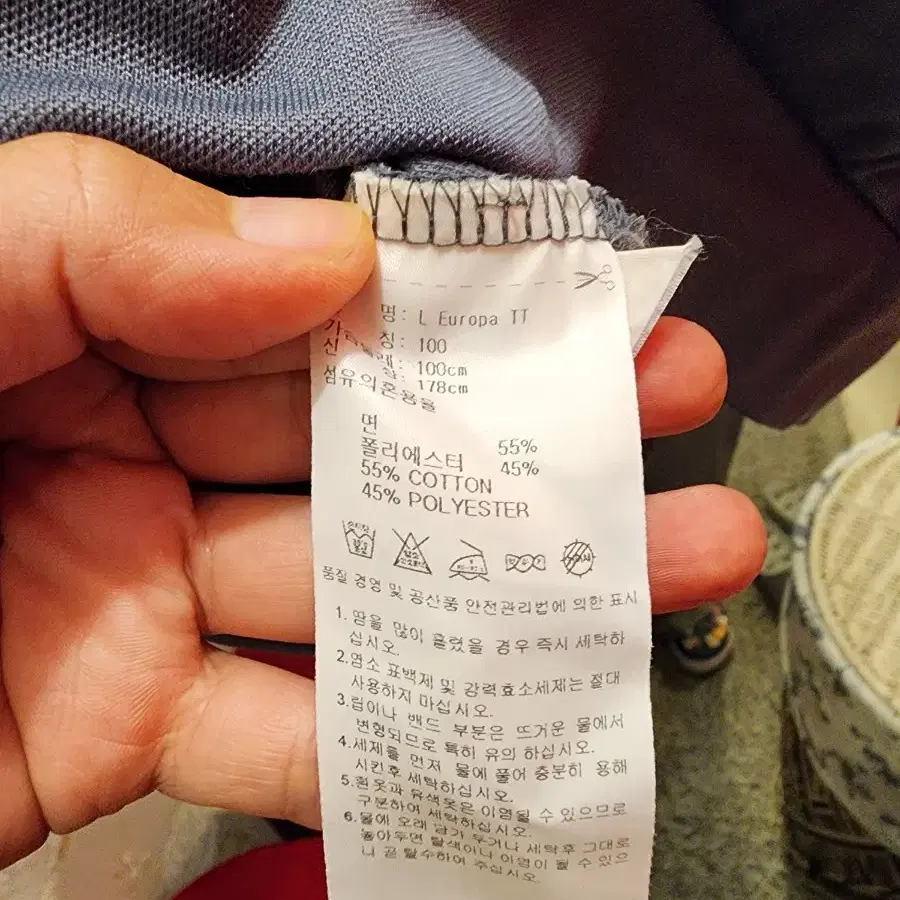 명: L Europa TT
칭: 100
가슴둘레: 100cm
신 장: 178cm
섬유의혼용율
면 55%
폴리에스터 45%
55% COTTON
45% POLYESTER
품질 경영 및 공산품 안전관리법에 의한 표시
1. 땀을 많이 흘렸을 경우 즉시 세탁하
십시오.
2.염소 표백제 및 강력효소세제는 절대
사용하지 마십시오.
3.립이나 밴드 부분은 뜨거운 물에서
변형되므로 특히 유의 하십시오.
4.세제를 먼저 물에 풀어 충분히 용해
시킨후 세탁하십시오.
5.흰옷과 유색옷은 이염될 수 있으므로
구분하여 세탁하십시오.
6.물에 오래 담가 두거나 세탁후 그대로
놓아두면 탈색이나 이염이 될 수 있으
니 곧 탈수하여 주십시오.